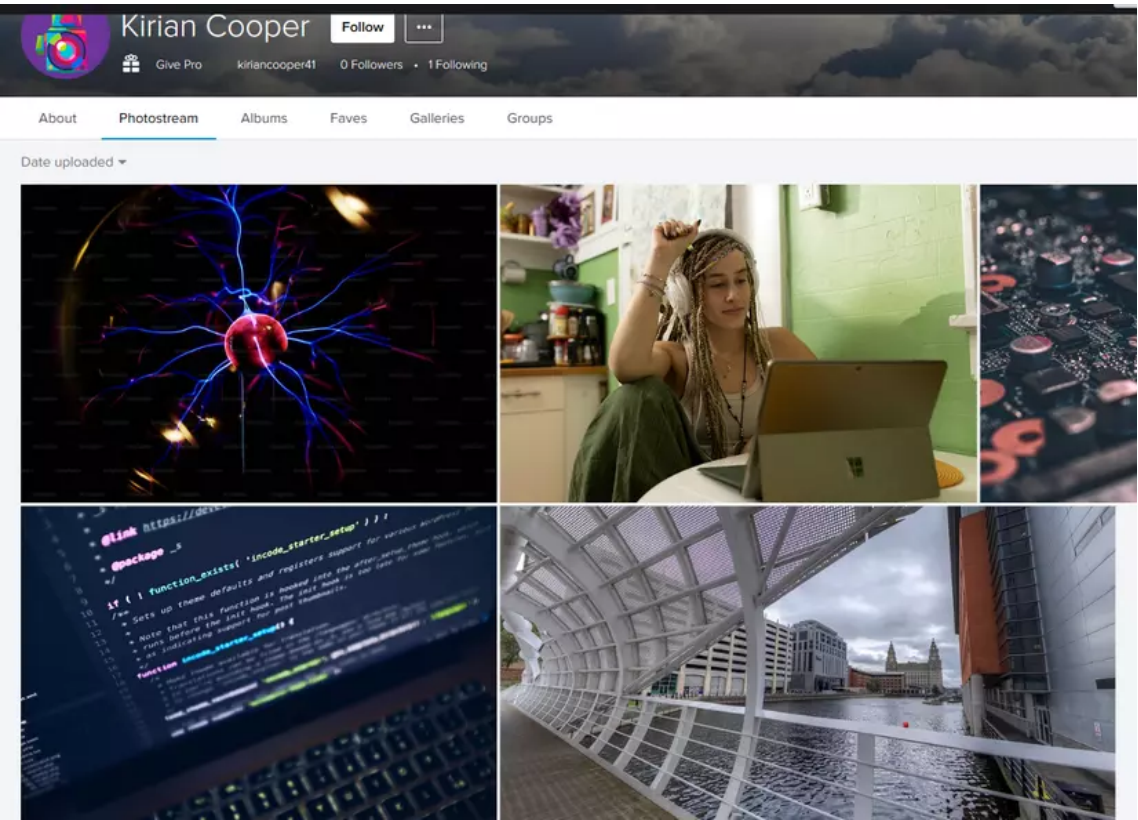 Kirian Cooper
Follow
...
Give Pro
kiriancooper41
0 Followers • 1 Following
About
Photostream
Albums
Faves
Galleries
Groups
Date uploaded
@link https://deve
@package _s
*/
if ( ! function_exists( 'incode_starter_setup' ) ) :
/**
* Sets up theme defaults and registers support for various
* Note that this function is hooked into the after_setup_theme hook, which
* runs before the init hook. The init hook is too late for some features,
* as indicating support for post thumbnails.
*/
function incode_starter_setup() {